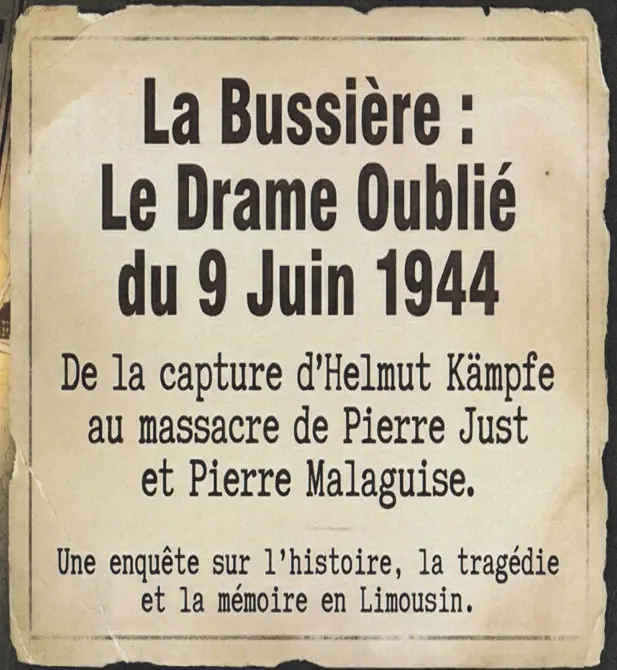 La Bussière :
Le Drame Oublié
du 9 Juin 1944
De la capture d'Helmut Kämpfe
au massacre de Pierre Just
et Pierre Malaguise.
Une enquête sur l'histoire, la tragédie
et la mémoire en Limousin.